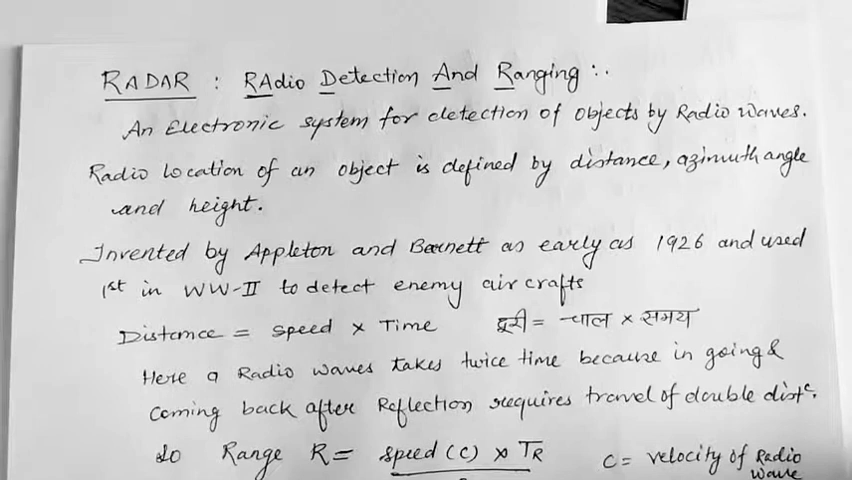 RADAR : RAdio Detection And Ranging :.
An Electronic system for detection of objects by Radio waves.
Radio location of an object is defined by distance, azimuth angle
and height.
Invented by Appleton and Barnett as early as 1926 and used
1st in WW-II to detect enemy air crafts
Distance = speed × Time दूरी = चाल × समय
Here a Radio waves takes twice time because in going &
coming back after Reflection requires travel of double distᶜ.
So Range R = speed (c) × TR C = velocity of Radio
wave